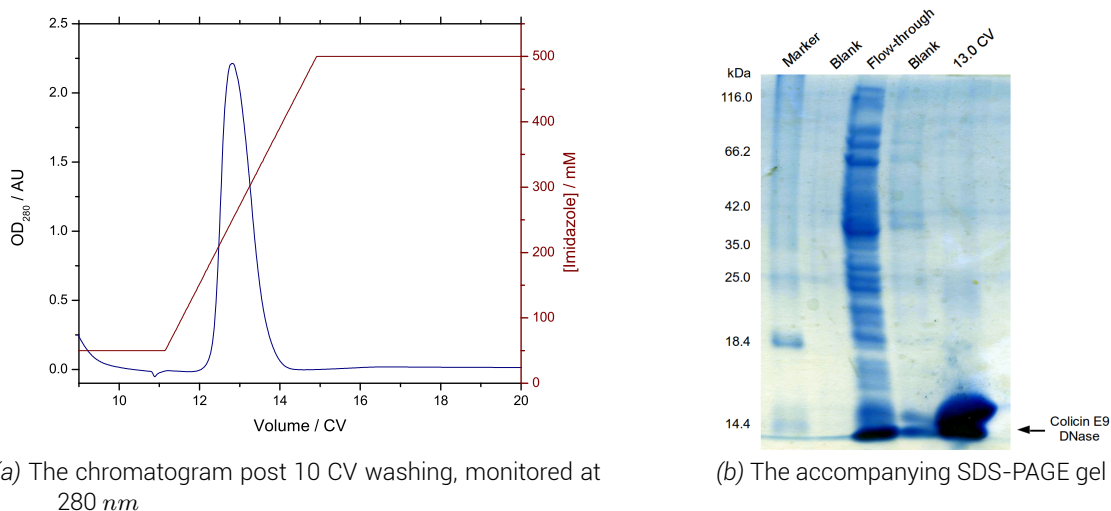 2.5
2.0
1.5
1.0
0.5
0.0
OD280 / AU
500
400
300
200
100
0
[Imidazole] / mM
10 12 14 16 18 20
Volume / CV
Marker
Blank
Flow-through
Blank
13.0 CV
kDa
116.0
66.2
42.0
35.0
25.0
18.4
14.4
Colicin E9
DNase
a) The chromatogram post 10 CV washing, monitored at
280 nm
(b) The accompanying SDS-PAGE gel